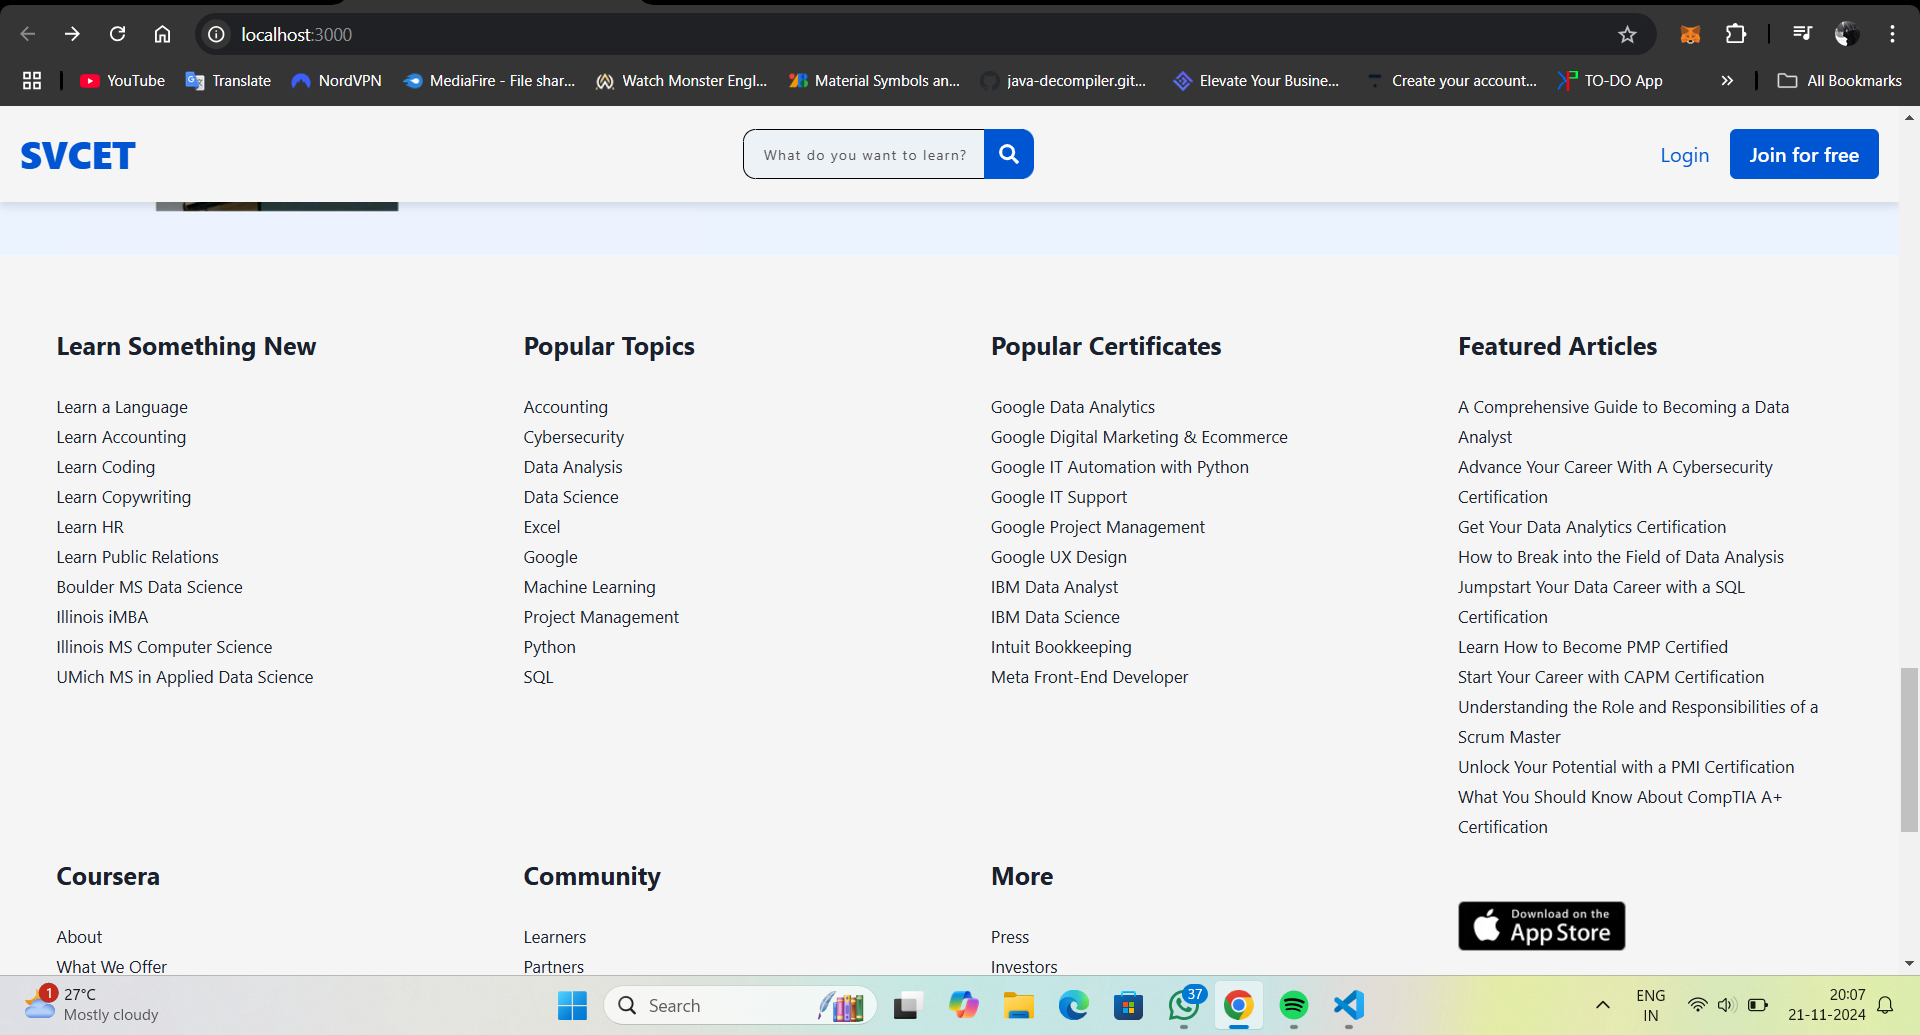 localhost:3000
YouTube
Translate
NordVPN
MediaFire - File shar...
Watch Monster Engl...
Material Symbols an...
java-decompiler.git...
Elevate Your Busine...
Create your account...
TO-DO App
All Bookmarks
SVCET
What do you want to learn?
Login
Join for free
Learn Something New
Learn a Language
Learn Accounting
Learn Coding
Learn Copywriting
Learn HR
Learn Public Relations
Boulder MS Data Science
Illinois iMBA
Illinois MS Computer Science
UMich MS in Applied Data Science
Popular Topics
Accounting
Cybersecurity
Data Analysis
Data Science
Excel
Google
Machine Learning
Project Management
Python
SQL
Popular Certificates
Google Data Analytics
Google Digital Marketing & Ecommerce
Google IT Automation with Python
Google IT Support
Google Project Management
Google UX Design
IBM Data Analyst
IBM Data Science
Intuit Bookkeeping
Meta Front-End Developer
Featured Articles
A Comprehensive Guide to Becoming a Data
Analyst
Advance Your Career With A Cybersecurity
Certification
Get Your Data Analytics Certification
How to Break into the Field of Data Analysis
Jumpstart Your Data Career with a SQL
Certification
Learn How to Become PMP Certified
Start Your Career with CAPM Certification
Understanding the Role and Responsibilities of a
Scrum Master
Unlock Your Potential with a PMI Certification
What You Should Know About CompTIA A+
Certification
Coursera
About
What We Offer
Community
Learners
Partners
More
Press
Investors
Download on the
App Store
1
27°C
Mostly cloudy
Search
37
ENG
IN
20:07
21-11-2024